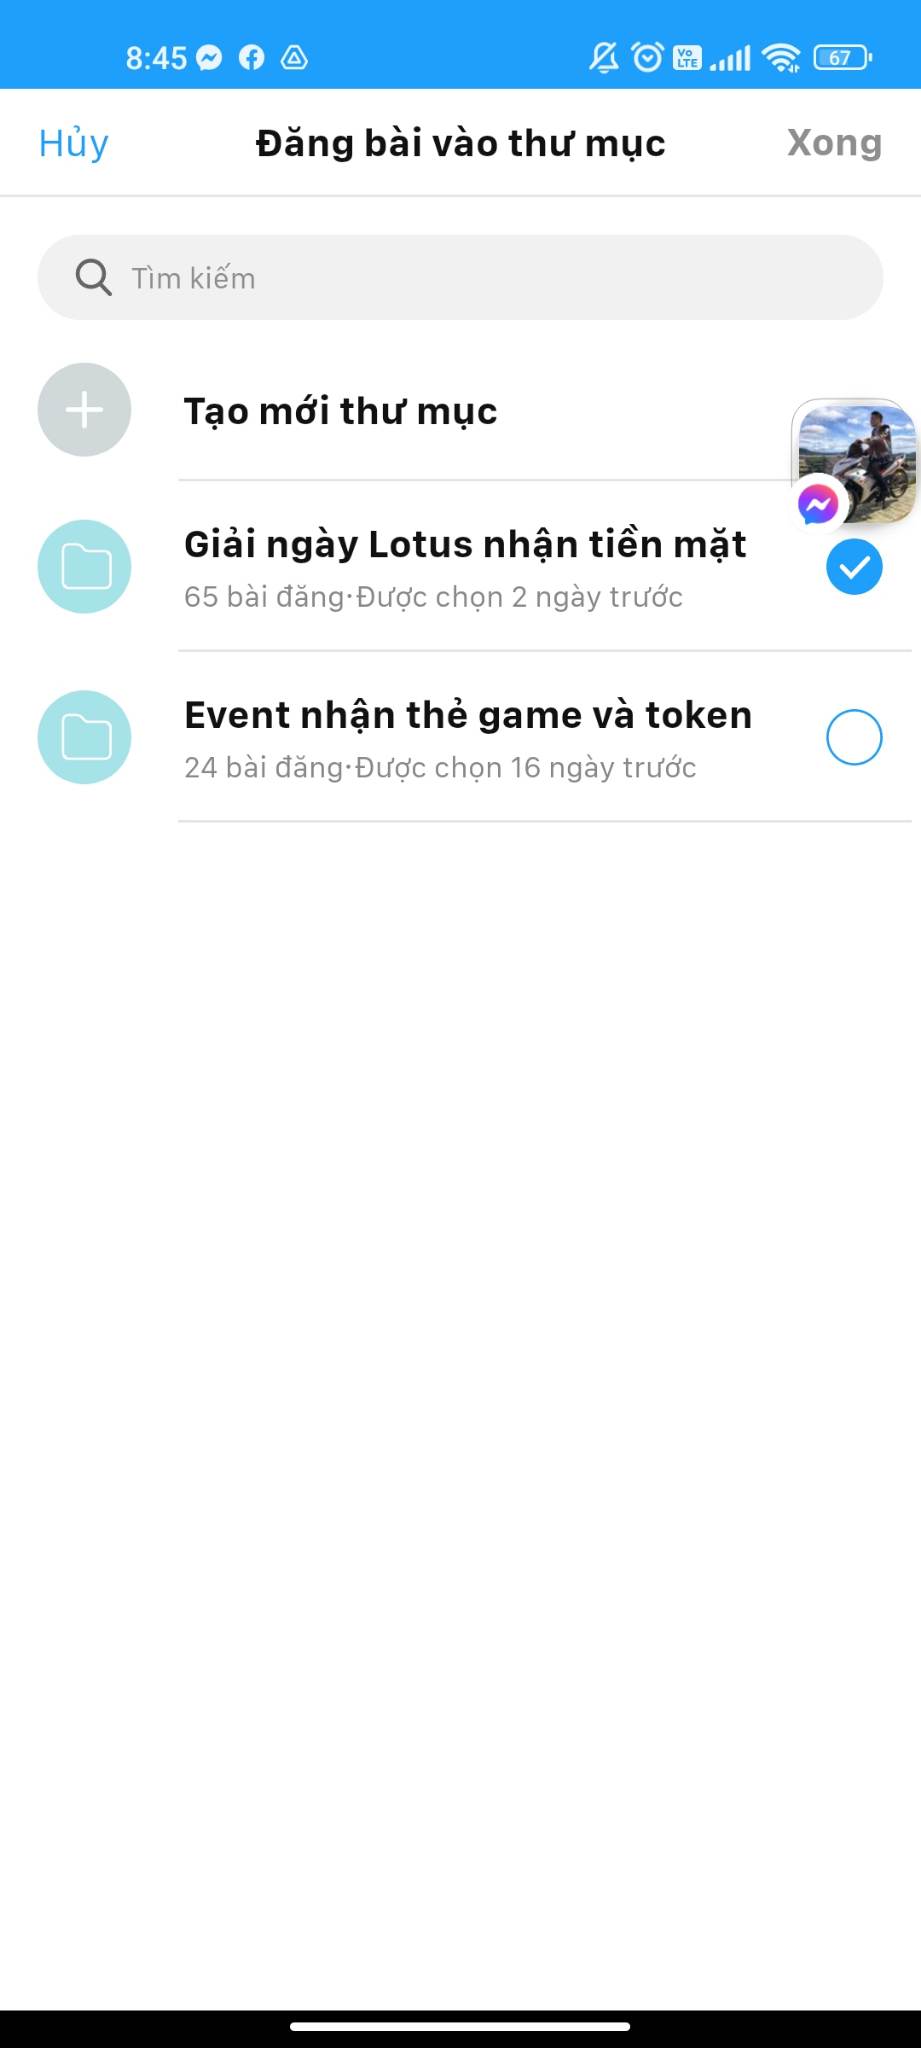 8:45
Vo
LTE
67
Hủy
Đăng bài vào thư mục
Xong
Tìm kiếm
Tạo mới thư mục
Giải ngày Lotus nhận tiền mặt
65 bài đăng·Được chọn 2 ngày trước
Event nhận thẻ game và token
24 bài đăng·Được chọn 16 ngày trước